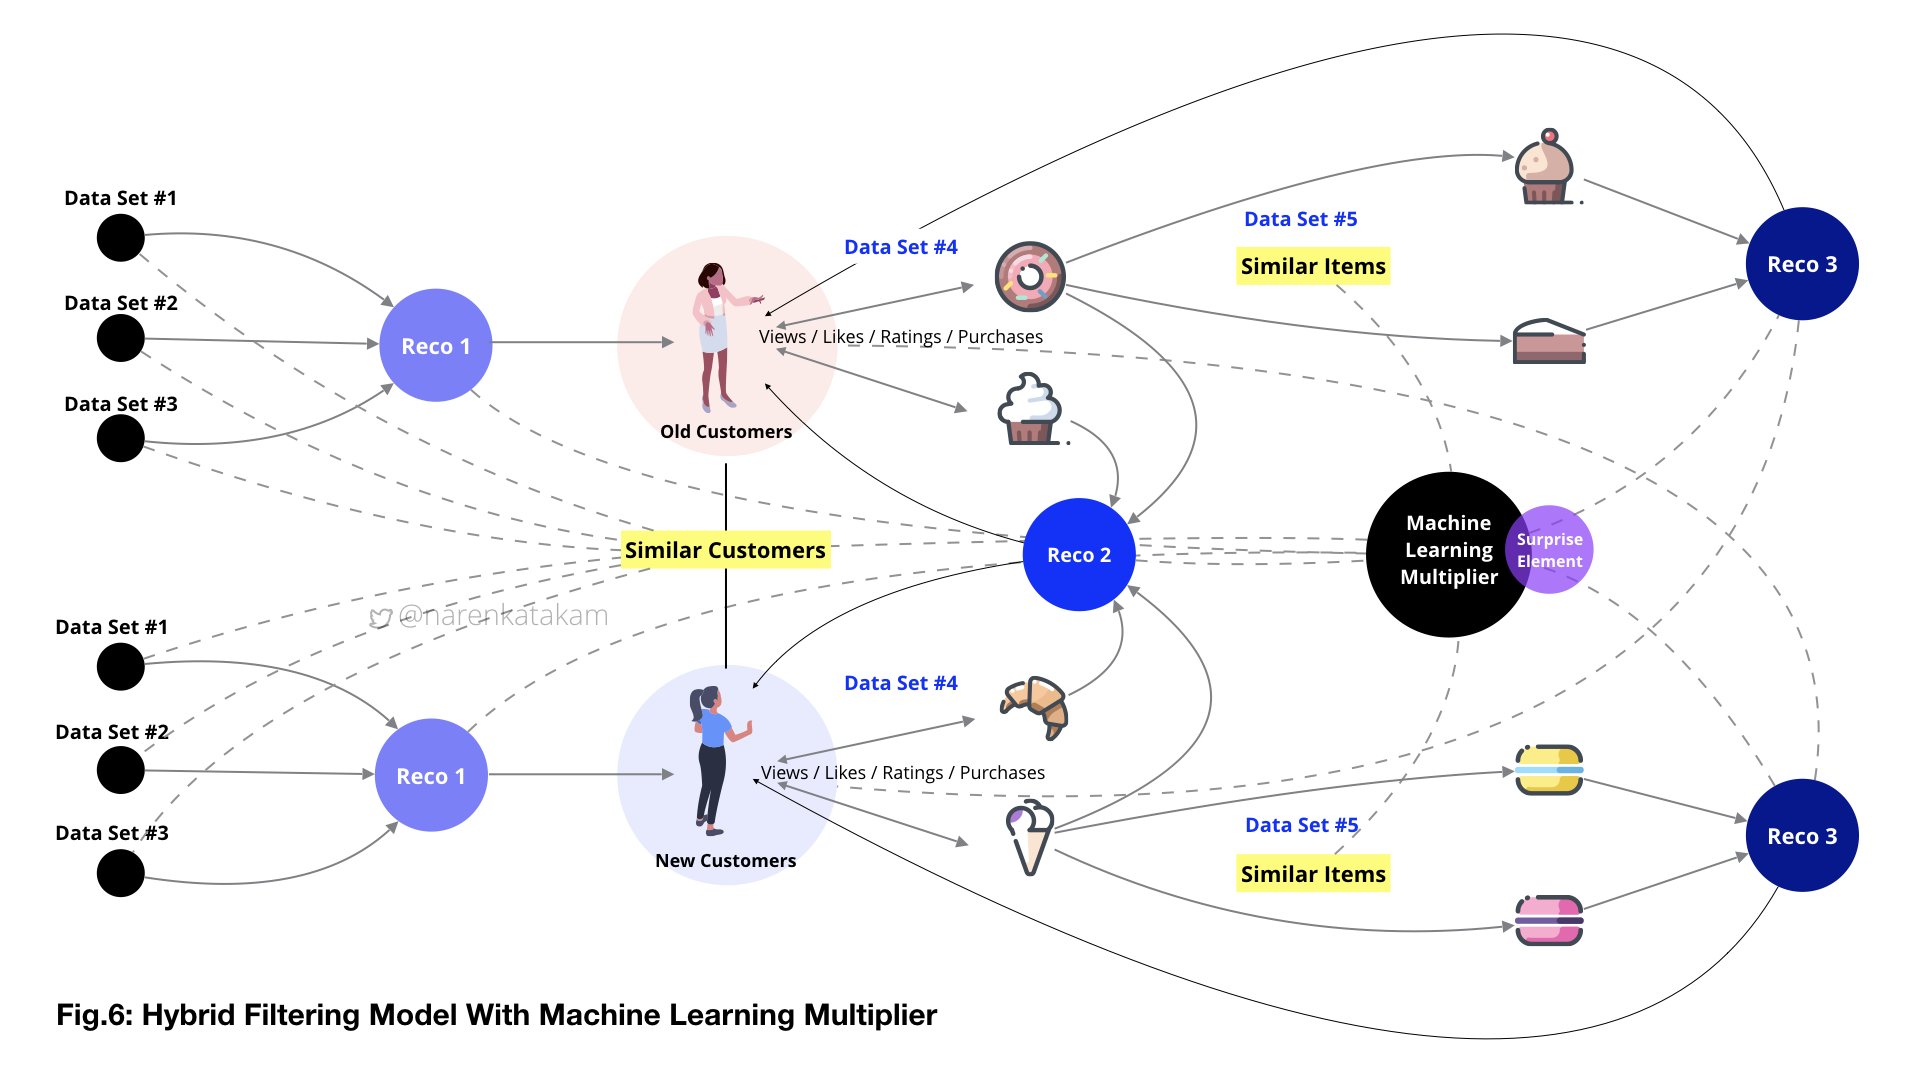 Data Set #1
Data Set #2
Data Set #3
Reco 1
Old Customers
Data Set #4
Views / Likes / Ratings / Purchases
Data Set #5
Similar Items
Reco 3
Similar Customers
Reco 2
Machine
Learning
Multiplier
Surprise
Element
@narenkatakam
Data Set #1
Data Set #2
Data Set #3
Reco 1
New Customers
Data Set #4
Views / Likes / Ratings / Purchases
Data Set #5
Similar Items
Reco 3
Fig.6: Hybrid Filtering Model With Machine Learning Multiplier